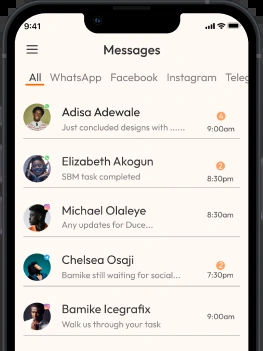 9:41
Messages
All WhatsApp Facebook Instagram Teleg
Adisa Adewale
Just concluded designs with ......
4
9:00am
Elizabeth Akogun
SBM task completed
2
8:30pm
Michael Olaleye
Any updates for Duce...
8:30am
Chelsea Osaji
Bamike still waiting for social...
2
7:30pm
Bamike Icegrafix
Walk us through your task
9:00am